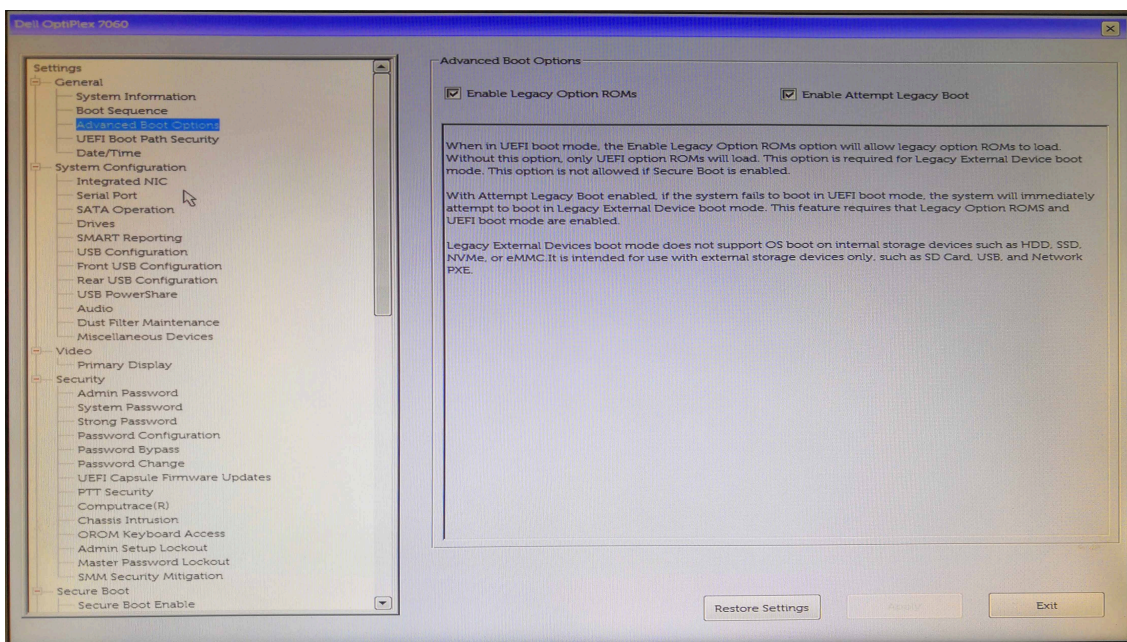 Dell OptiPlex 7060
Settings
General
System Information
Boot Sequence
Advanced Boot Options
UEFI Boot Path Security
Date/Time
System Configuration
Integrated NIC
Serial Port
SATA Operation
Drives
SMART Reporting
USB Configuration
Front USB Configuration
Rear USB Configuration
USB PowerShare
Audio
Dust Filter Maintenance
Miscellaneous Devices
Video
Primary Display
Security
Admin Password
System Password
Strong Password
Password Configuration
Password Bypass
Password Change
UEFI Capsule Firmware Updates
PTT Security
Computrace(R)
Chassis Intrusion
OROM Keyboard Access
Admin Setup Lockout
Master Password Lockout
SMM Security Mitigation
Secure Boot
Secure Boot Enable
Advanced Boot Options
Enable Legacy Option ROMs
Enable Attempt Legacy Boot
When in UEFI boot mode, the Enable Legacy Option ROMs option will allow legacy option ROMs to load.
Without this option, only UEFI option ROMs will load. This option is required for Legacy External Device boot
mode. This option is not allowed if Secure Boot is enabled.
With Attempt Legacy Boot enabled, if the system fails to boot in UEFI boot mode, the system will immediately
attempt to boot in Legacy External Device boot mode. This feature requires that Legacy Option ROMS and
UEFI boot mode are enabled.
Legacy External Devices boot mode does not support OS boot on internal storage devices such as HDD, SSD,
NVMe, or eMMC.It is intended for use with external storage devices only, such as SD Card, USB, and Network
PXE.
Restore Settings
Exit